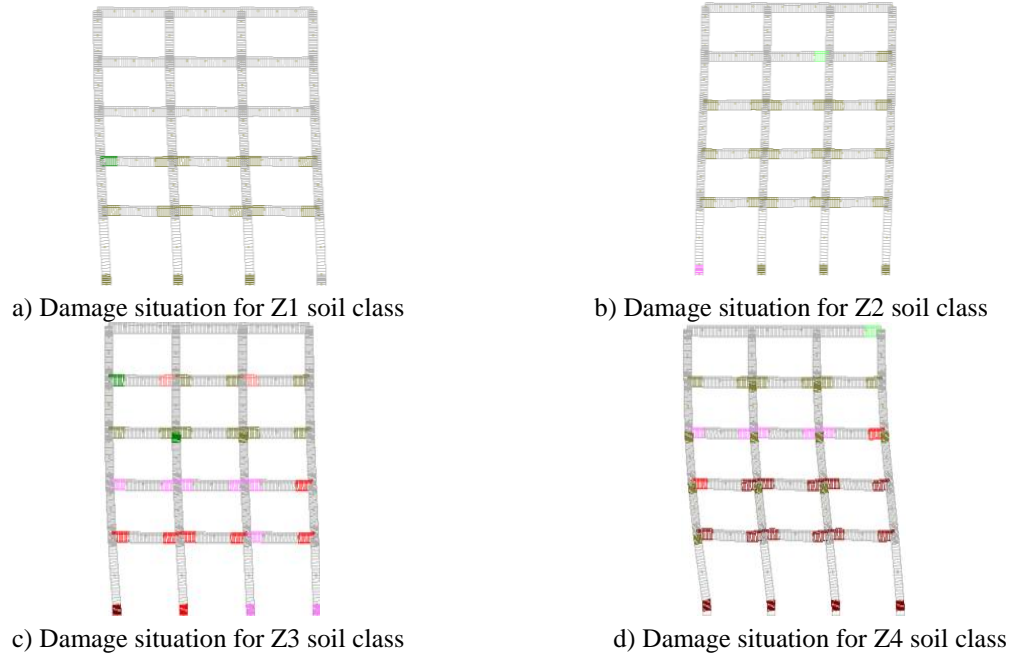 a) Damage situation for Z1 soil class
b) Damage situation for Z2 soil class
c) Damage situation for Z3 soil class
d) Damage situation for Z4 soil class